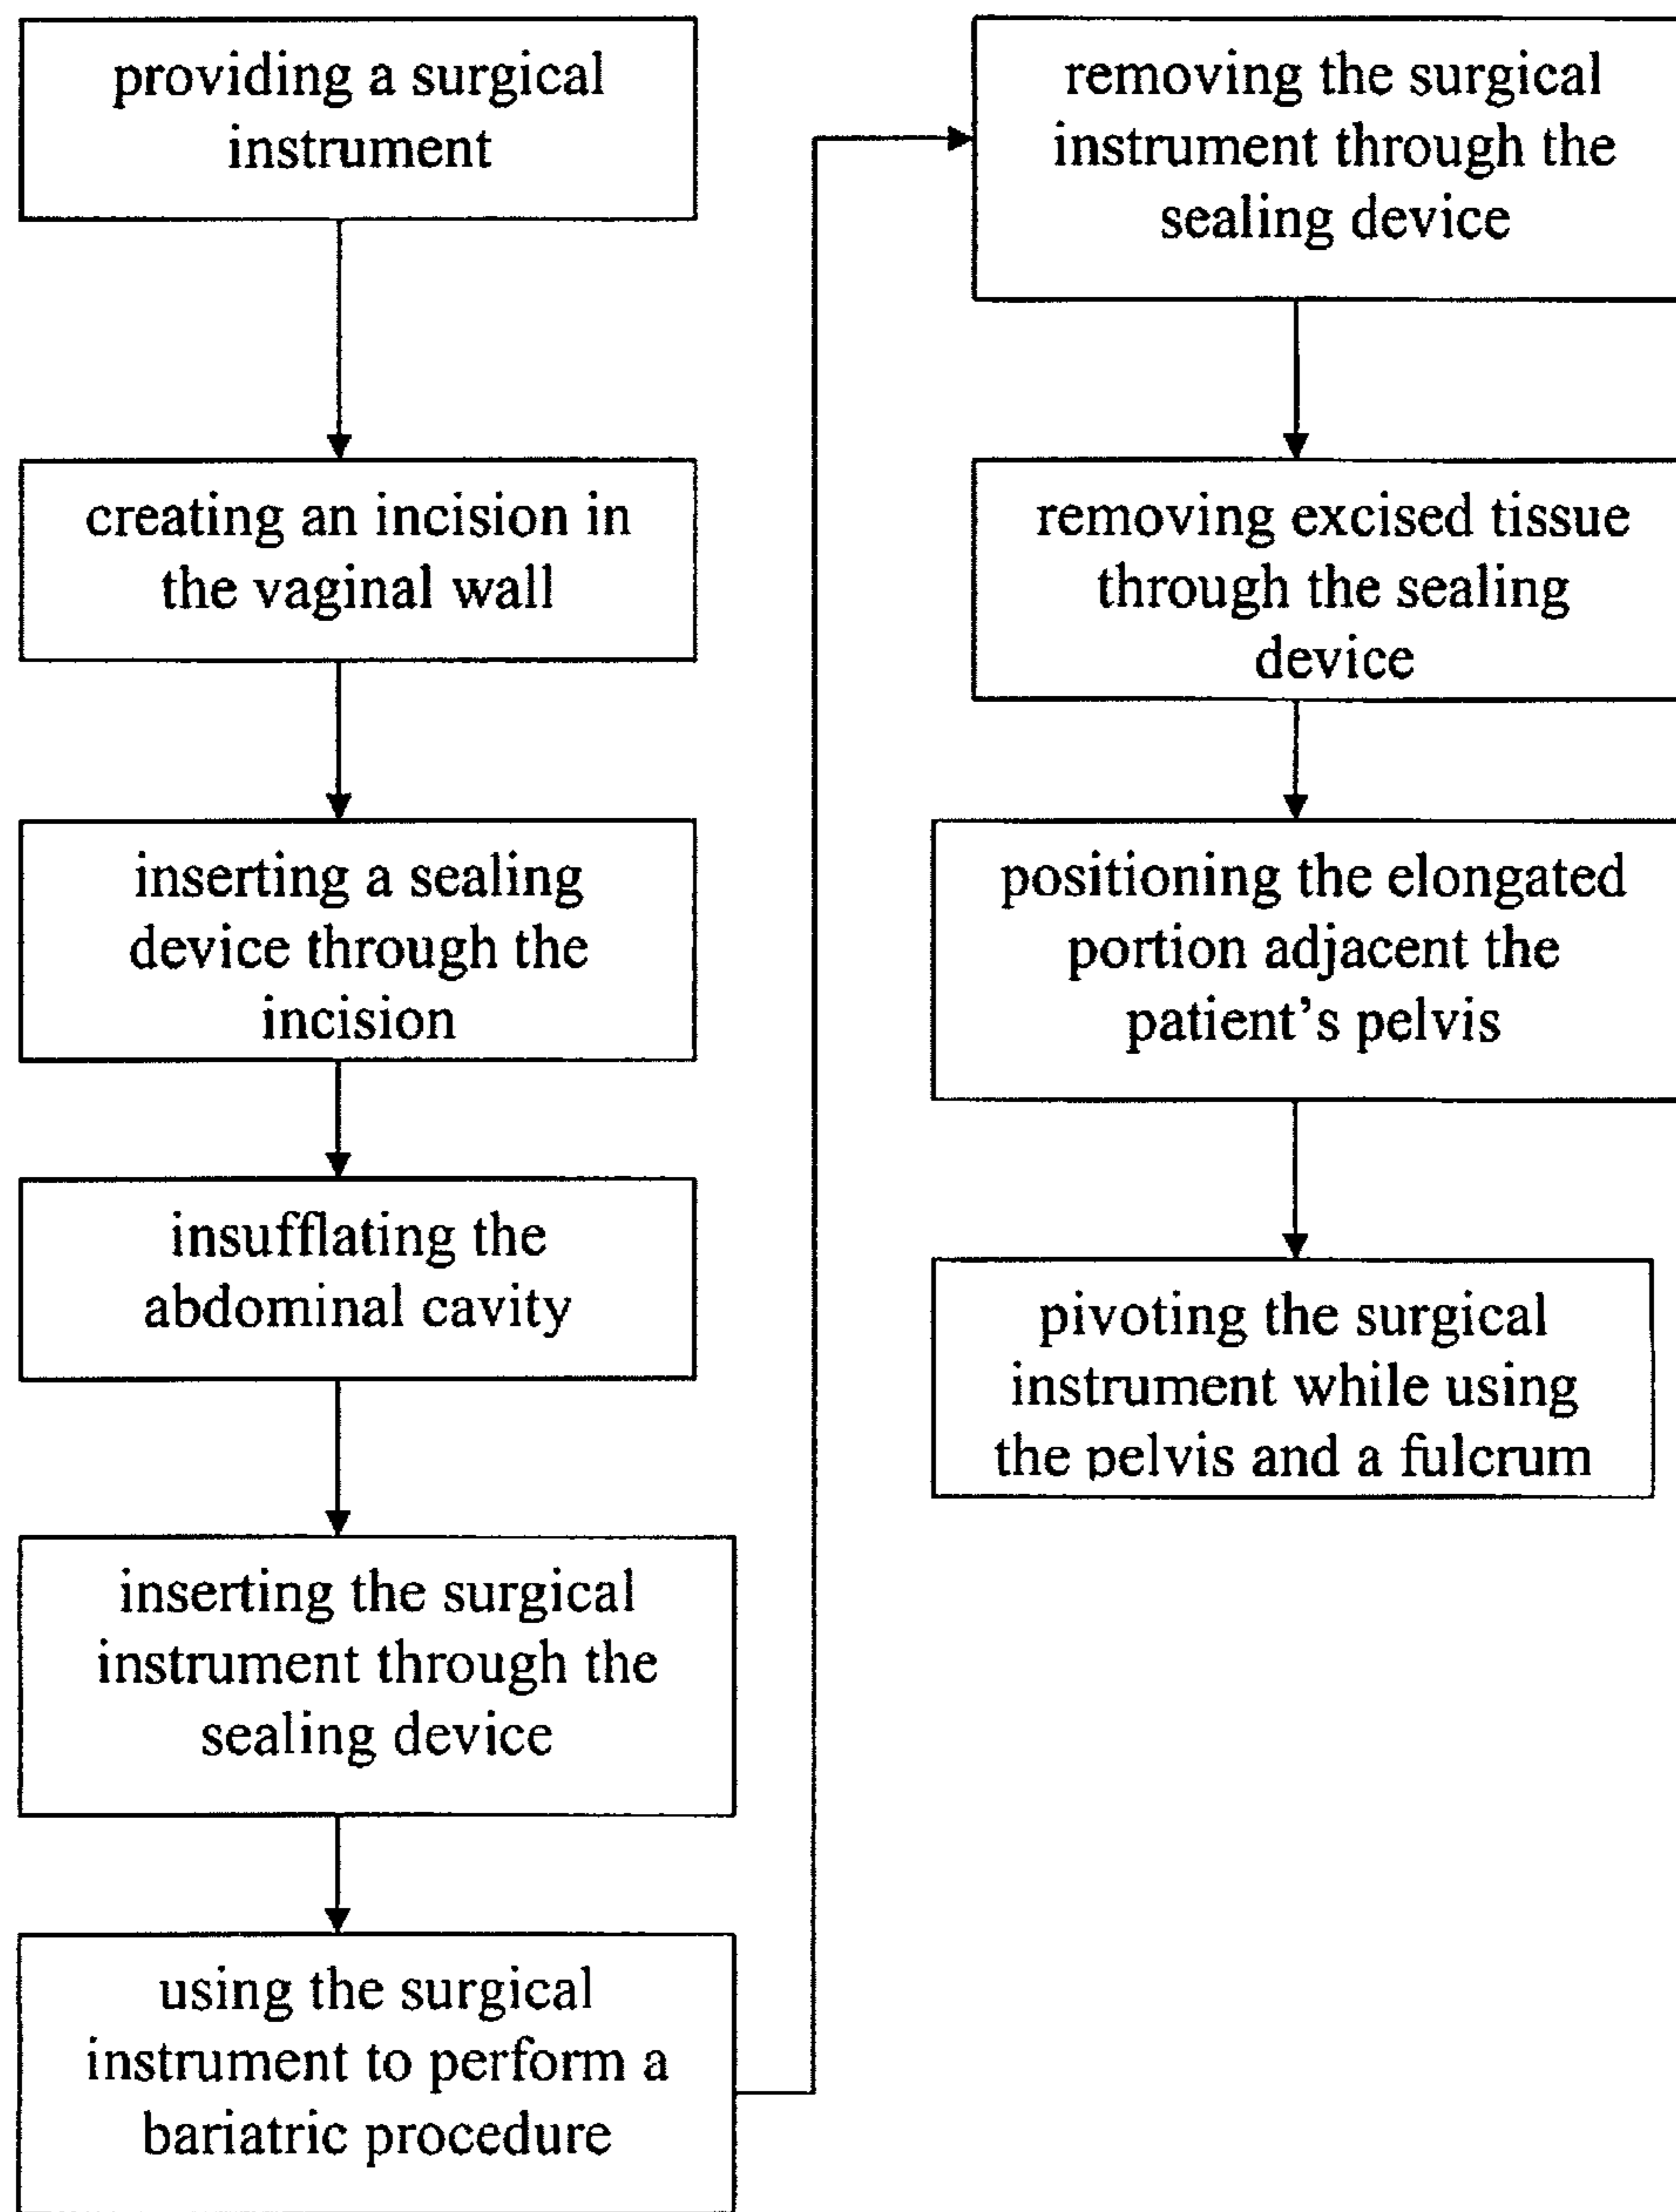 providing a surgical
instrument
creating an incision in
the vaginal wall
inserting a sealing
device through the
incision
insufflating the
abdominal cavity
inserting the surgical
instrument through the
sealing device
using the surgical
instrument to perform a
bariatric procedure
removing the surgical
instrument through the
sealing device
removing excised tissue
through the sealing
device
positioning the elongated
portion adjacent the
patient's pelvis
pivoting the surgical
instrument while using
the pelvis and a fulcrum